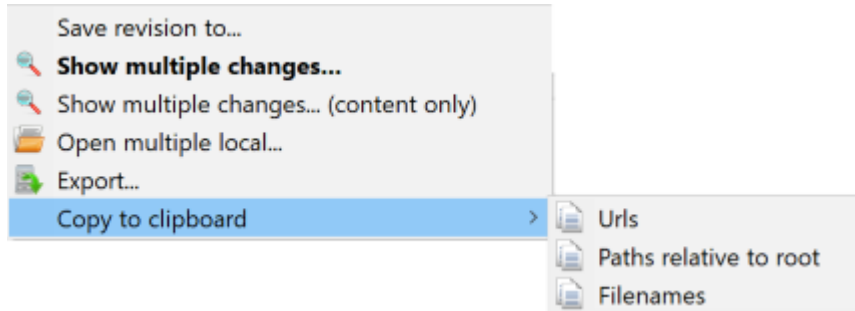 Save revision to...
Show multiple changes...
Show multiple changes... (content only)
Open multiple local...
Export...
Copy to clipboard
Urls
Paths relative to root
Filenames